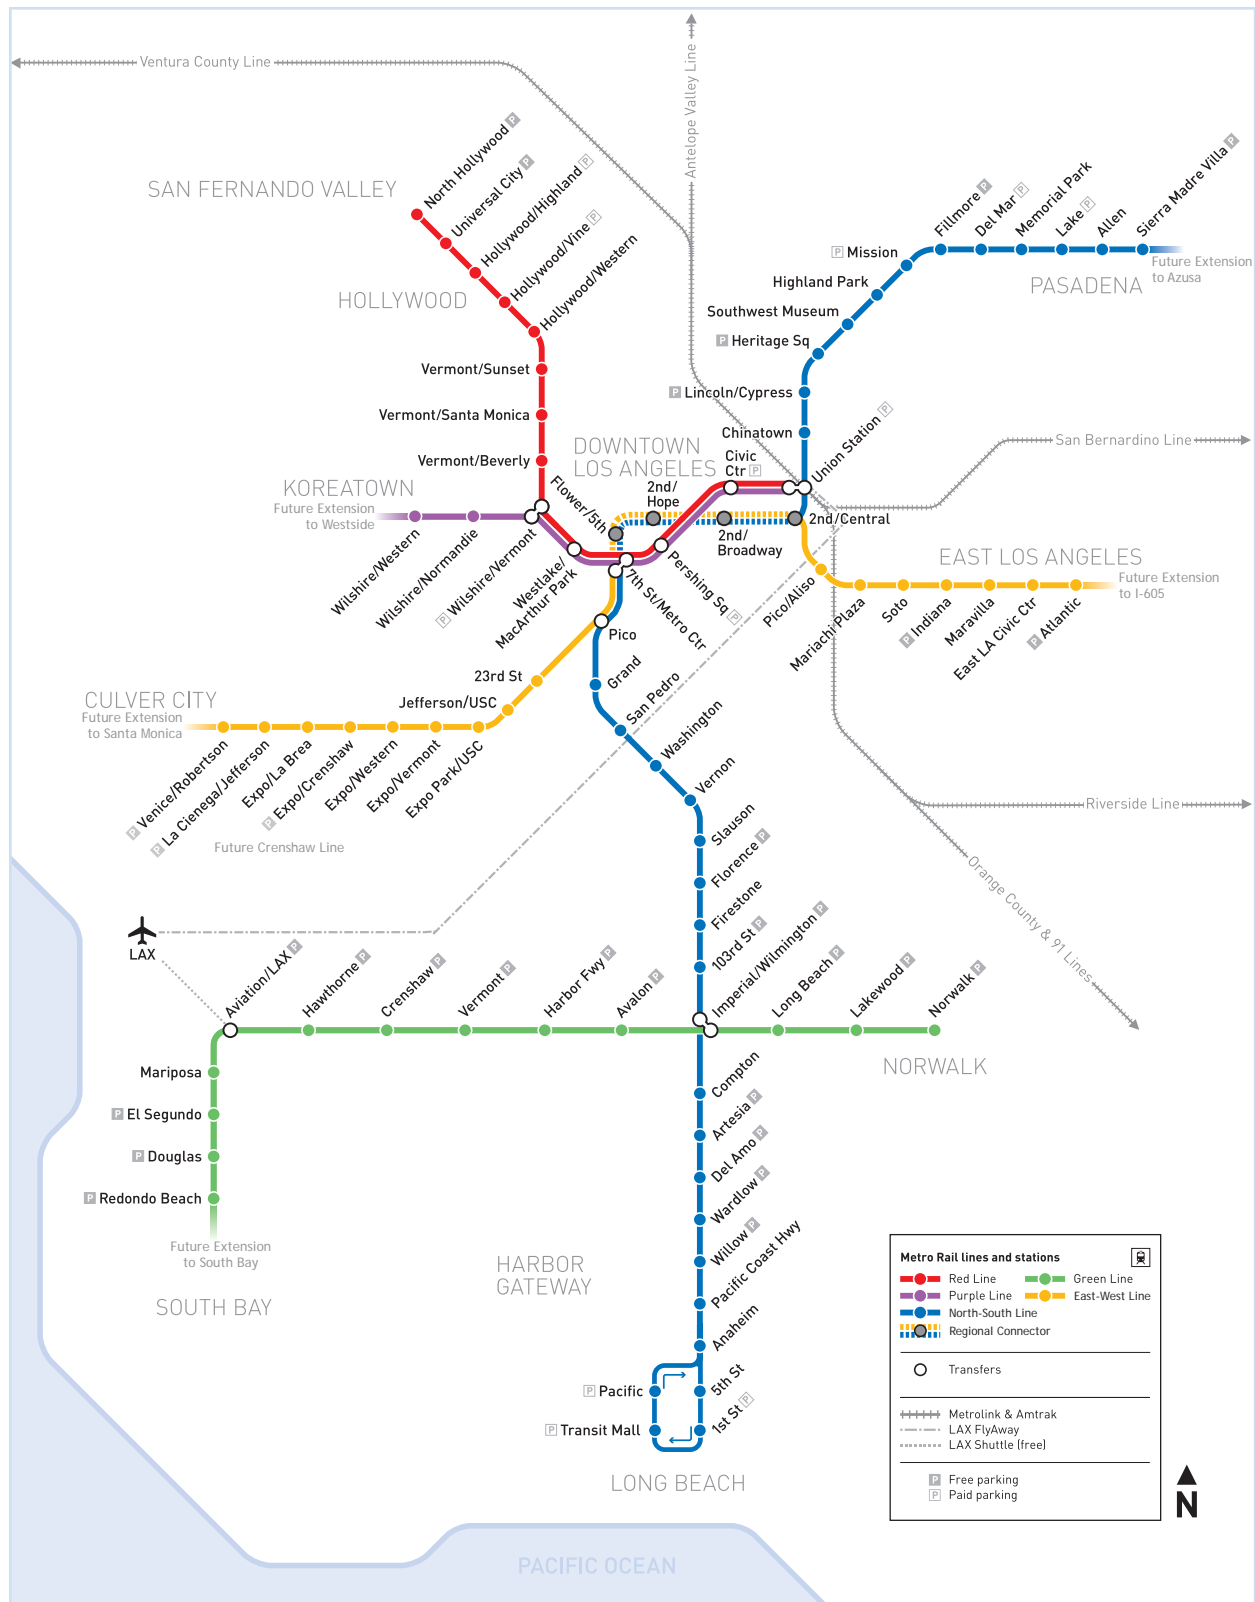 Ventura County Line
Antelope Valley Line
SAN FERNANDO VALLEY
North Hollywood P
Universal City P
Hollywood/Highland P
Hollywood/Vine P
Hollywood/Western
HOLLYWOOD
Vermont/Sunset
Vermont/Santa Monica
Vermont/Beverly
Fillmore P
Del Mar P
Memorial Park
Lake P
Allen
Sierra Madre Villa P
Future Extension
to Azusa
PASADENA
P Mission
Highland Park
Southwest Museum
P Heritage Sq
P Lincoln/Cypress
Chinatown
Union Station P
San Bernardino Line
DOWNTOWN
LOS ANGELES
Civic
Ctr P
KOREATOWN
Future Extension
to Westside
Wilshire/Western
Wilshire/Normandie
P Wilshire/Vermont
Westlake/
MacArthur Park
Flower/5th
2nd/
Hope
2nd/
Broadway
2nd/Central
Pershing Sq P
7th St/Metro Ctr
Pico
EAST LOS ANGELES
Future Extension
to I-605
Pico/Aliso
Mariachi Plaza
Soto
P Indiana
Maravilla
East LA Civic Ctr
P Atlantic
23rd St
Jefferson/USC
CULVER CITY
Future Extension
to Santa Monica
P Venice/Robertson
P La Cienega/Jefferson
Expo/La Brea
P Expo/Crenshaw
Expo/Western
Expo/Vermont
Expo Park/USC
Future Crenshaw Line
Grand
San Pedro
Washington
Vernon
Slauson
Florence P
Firestone
103rd St P
Imperial/Wilmington P
Riverside Line
Orange County & 91 Lines
LAX
Aviation/LAX P
Hawthorne P
Crenshaw P
Vermont P
Harbor Fwy P
Avalon P
Long Beach P
Lakewood P
Norwalk P
NORWALK
Mariposa
P El Segundo
P Douglas
P Redondo Beach
Future Extension
to South Bay
SOUTH BAY
HARBOR
GATEWAY
Compton
Artesia P
Del Amo P
Wardlow P
Willow P
Pacific Coast Hwy
Anaheim
5th St
1st St P
P Pacific
P Transit Mall
LONG BEACH
PACIFIC OCEAN
Metro Rail lines and stations
Red Line
Green Line
Purple Line
East-West Line
North-South Line
Regional Connector
Transfers
Metrolink & Amtrak
LAX FlyAway
LAX Shuttle (free)
P Free parking
P Paid parking
N